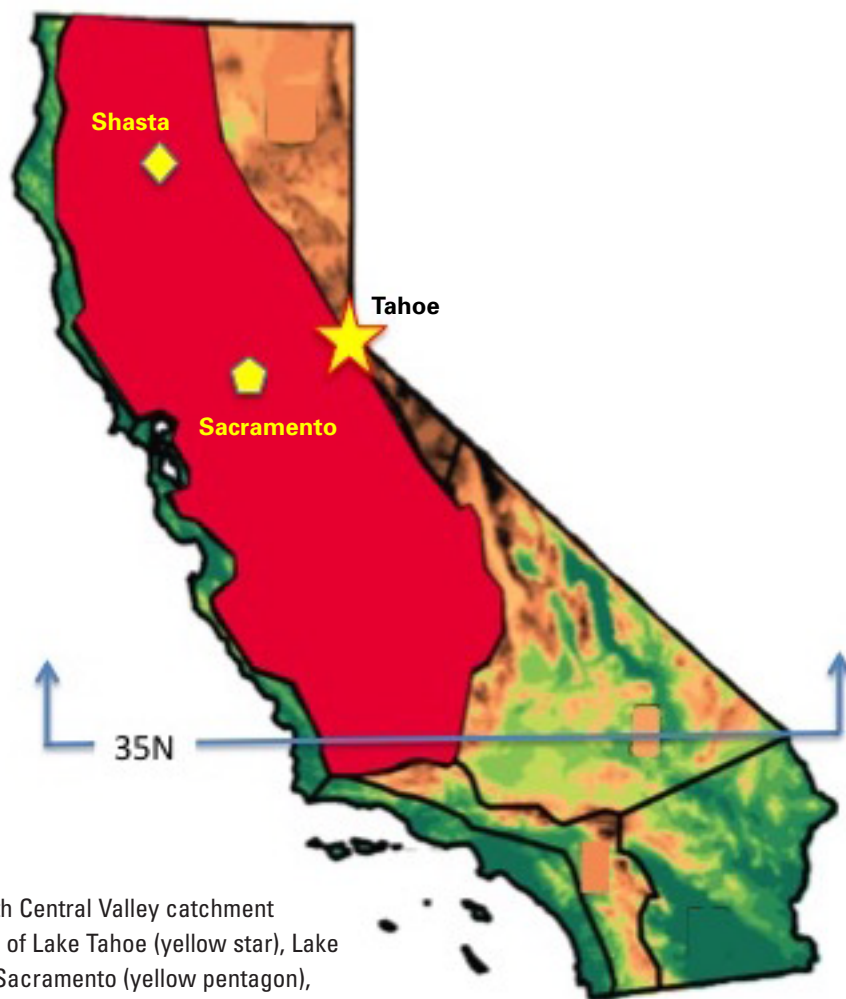 Shasta
Tahoe
Sacramento
35N
Central Valley catchment
of Lake Tahoe (yellow star), Lake
Sacramento (yellow pentagon),